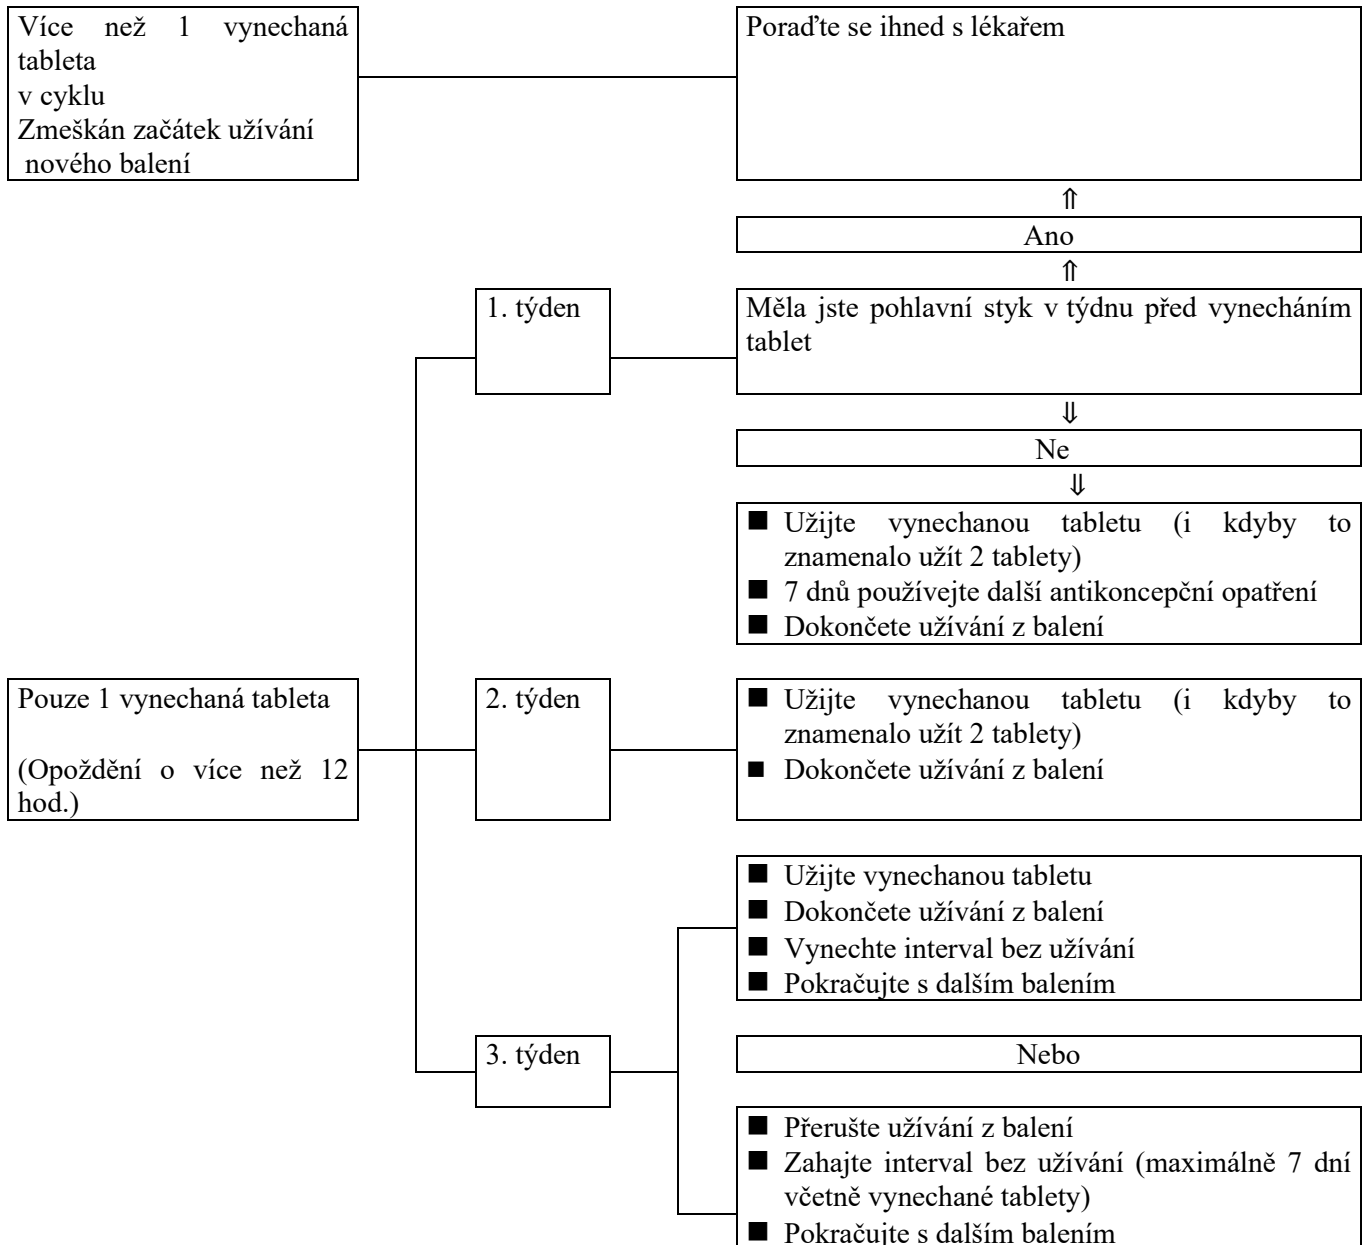 Více než 1 vynechaná
tableta
v cyklu
Zmeškán začátek užívání
nového balení
Poraďte se ihned s lékařem
⇑
Ano
⇑
1. týden
Měla jste pohlavní styk v týdnu před vynecháním
tablet
⇓
Ne
⇓
■ Užijte vynechanou tabletu (i kdyby to
znamenalo užít 2 tablety)
■ 7 dnů používejte další antikoncepční opatření
■ Dokončete užívání z balení
Pouze 1 vynechaná tableta
(Opoždění o více než 12
hod.)
2. týden
■ Užijte vynechanou tabletu (i kdyby to
znamenalo užít 2 tablety)
■ Dokončete užívání z balení
■ Užijte vynechanou tabletu
■ Dokončete užívání z balení
■ Vynechte interval bez užívání
■ Pokračujte s dalším balením
3. týden
Nebo
■ Přerušte užívání z balení
■ Zahajte interval bez užívání (maximálně 7 dní
včetně vynechané tablety)
■ Pokračujte s dalším balením